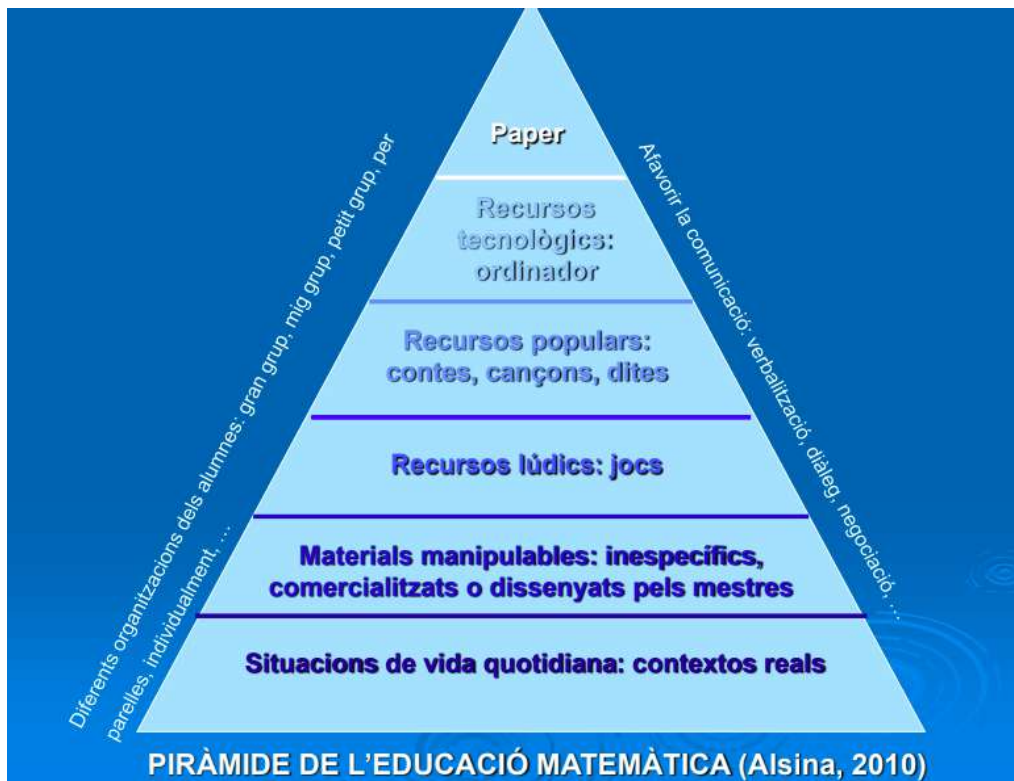 Paper
Recursos
tecnològics:
ordinador
Recursos populars:
contes, cançons, dites
Recursos lúdics: jocs
Materials manipulables: inespecífics,
comercialitzats o dissenyats pels mestres
Situacions de vida quotidiana: contextos reals
Diferents organitzacions dels alumnes: gran grup, mig grup, petit grup, per
parelles, individualment, ...
Afavorir la comunicació: verbalització, diàleg, negociació, ...
PIRÀMIDE DE L'EDUCACIÓ MATEMÀTICA (Alsina, 2010)